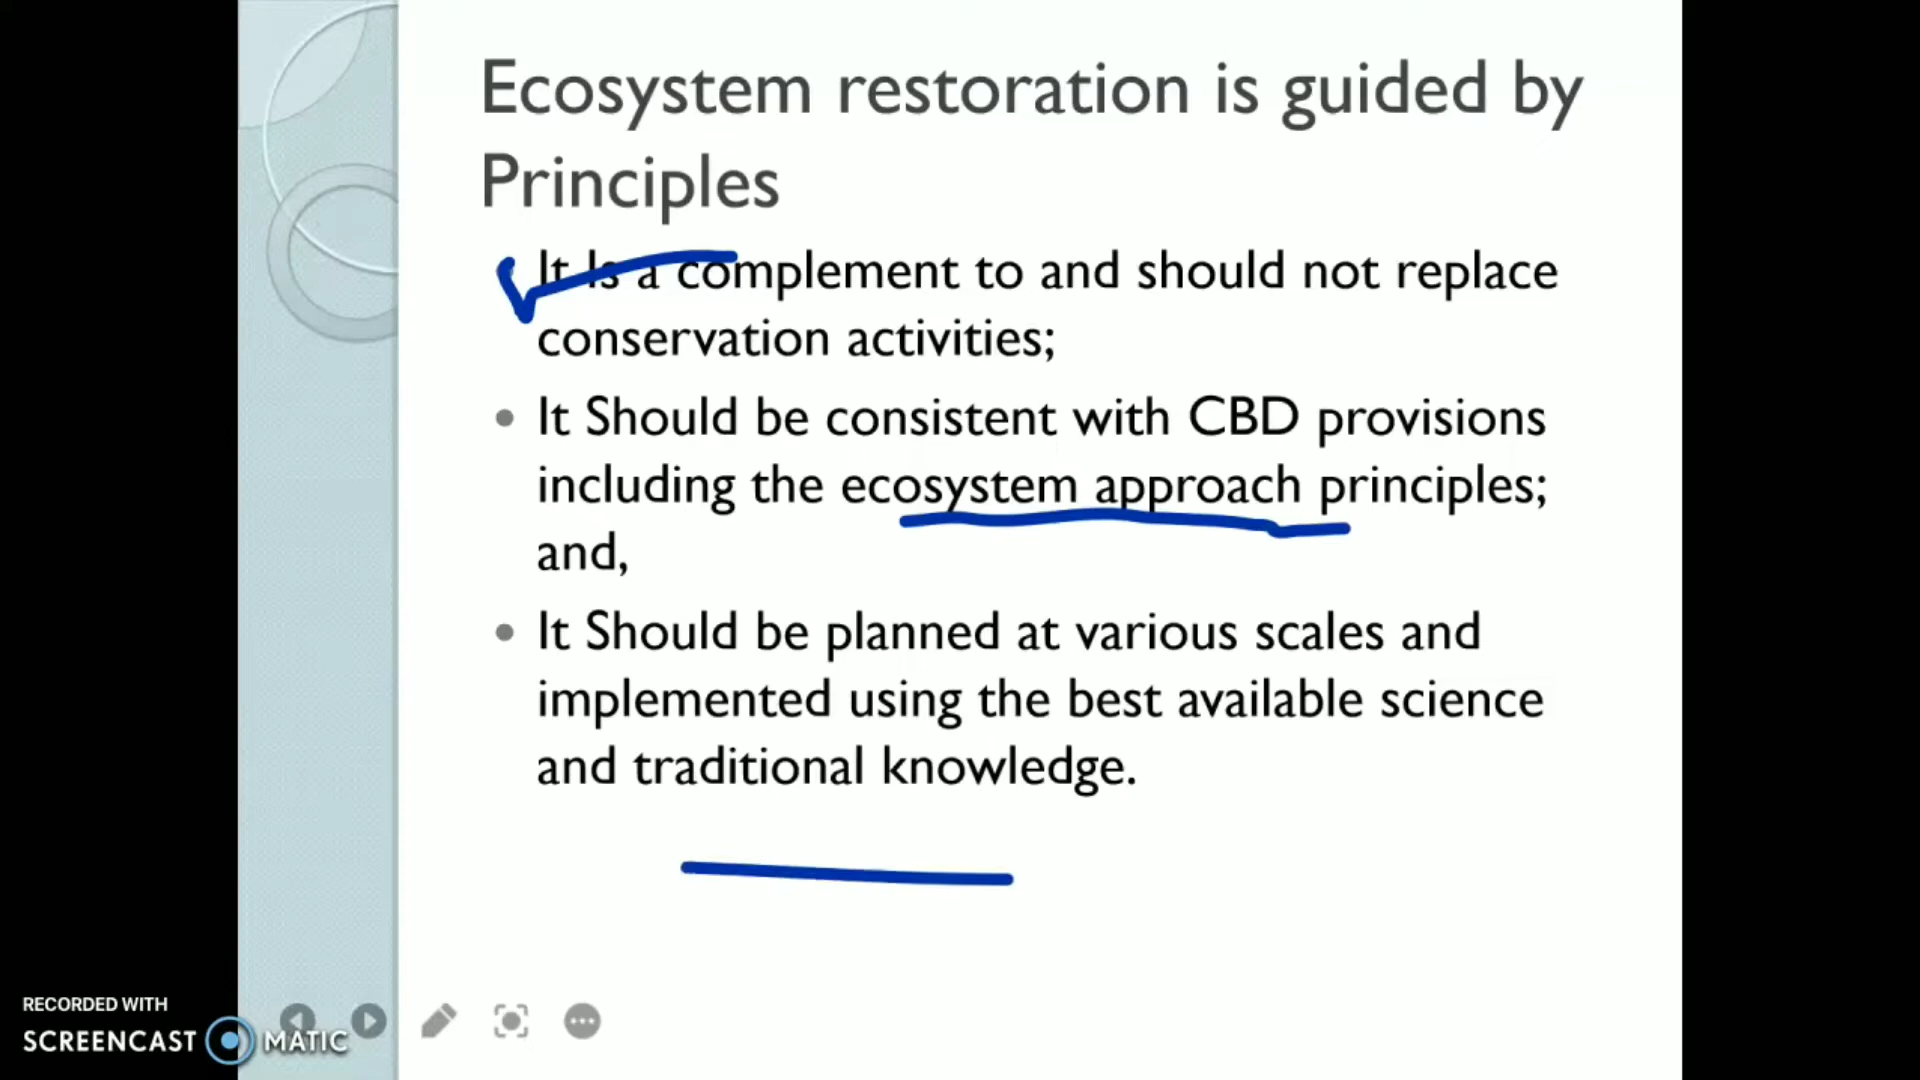 Ecosystem restoration is guided by
Principles
It Is a complement to and should not replace
conservation activities;
It Should be consistent with CBD provisions
including the ecosystem approach principles;
and,
It Should be planned at various scales and
implemented using the best available science
and traditional knowledge.
RECORDED WITH
SCREENCAST MATIC